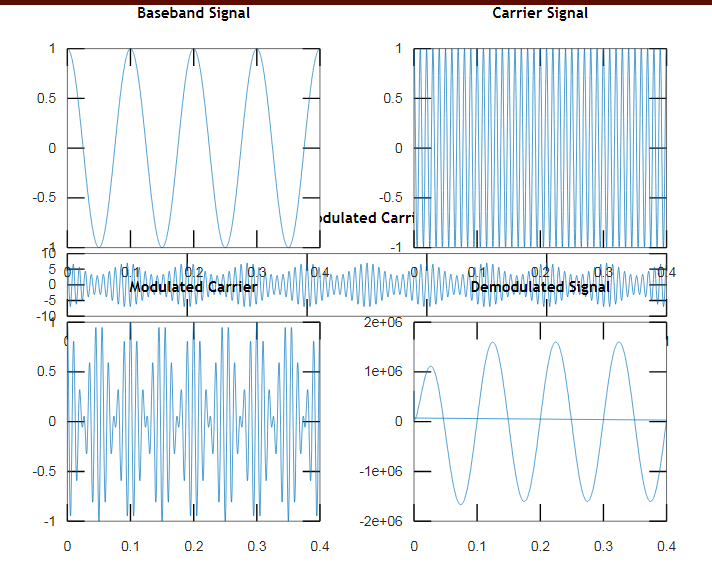 Baseband Signal
Carrier Signal
1
0.5
0
-0.5
-1
1
0.5
0
-0.5
-1
dulated Carri
10
5
0
-5
-10
0 0.1 0.2 0.3 0.4
0 0.1 0.2 0.3 0.4
Modulated Carrier
Demodulated Signal
1
0.5
0
-0.5
-1
0 0.1 0.2 0.3 0.4
2e+06
1e+06
0
-1e+06
-2e+06
0 0.1 0.2 0.3 0.4